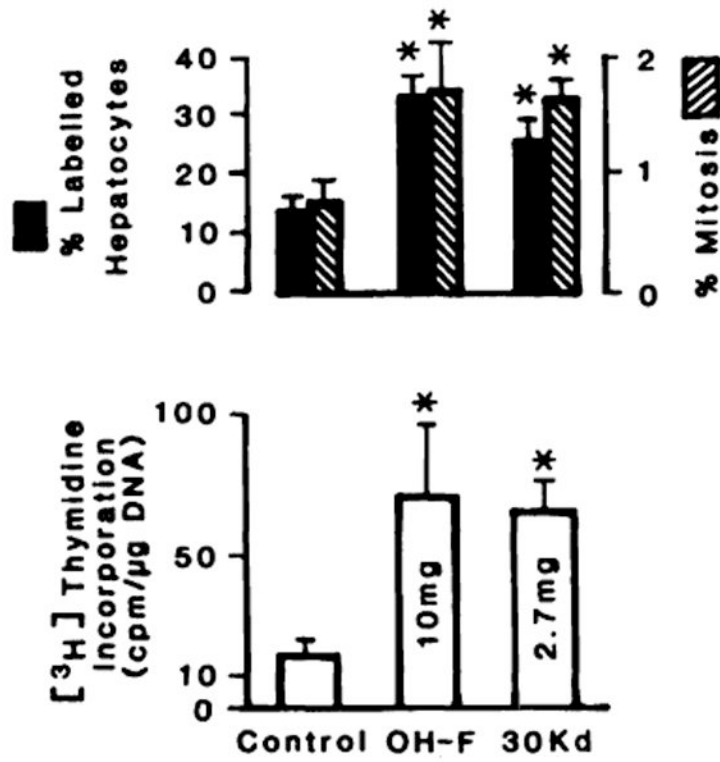 % Labelled
Hepatocytes
40
30
20
10
0
* * * *
2
1
0
% Mitosis
[³H] Thymidine
Incorporation
(cpm/µg DNA)
100
50
10
0
* *
10mg
2.7mg
Control OH-F 30Kd